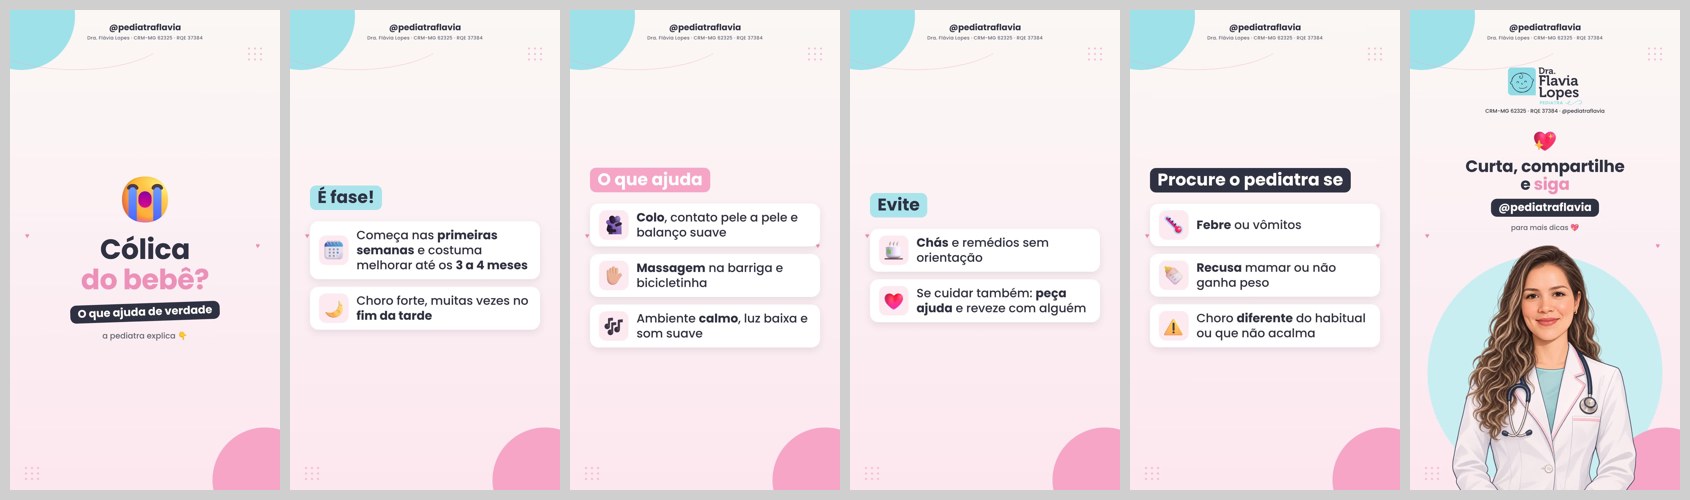 @pediatraflavia
Dra. Flávia Lopes · CRM-MG 62325 · RQE 37384
Cólica
do bebê?
O que ajuda de verdade
a pediatra explica 👇
@pediatraflavia
Dra. Flávia Lopes · CRM-MG 62325 · RQE 37384
É fase!
Começa nas primeiras
semanas e costuma
melhorar até os 3 a 4 meses
Choro forte, muitas vezes no
fim da tarde
@pediatraflavia
Dra. Flávia Lopes · CRM-MG 62325 · RQE 37384
O que ajuda
Colo, contato pele a pele e
balanço suave
Massagem na barriga e
bicicletinha
Ambiente calmo, luz baixa e
som suave
@pediatraflavia
Dra. Flávia Lopes · CRM-MG 62325 · RQE 37384
Evite
Chás e remédios sem
orientação
Se cuidar também: peça
ajuda e reveze com alguém
@pediatraflavia
Dra. Flávia Lopes · CRM-MG 62325 · RQE 37384
Procure o pediatra se
Febre ou vômitos
Recusa mamar ou não
ganha peso
Choro diferente do habitual
ou que não acalma
@pediatraflavia
Dra. Flávia Lopes · CRM-MG 62325 · RQE 37384
Dra.
Flavia
Lopes
PEDIATRA
CRM-MG 62325 · RQE 37384 · @pediatraflavia
Curta, compartilhe
e siga
@pediatraflavia
para mais dicas 💖